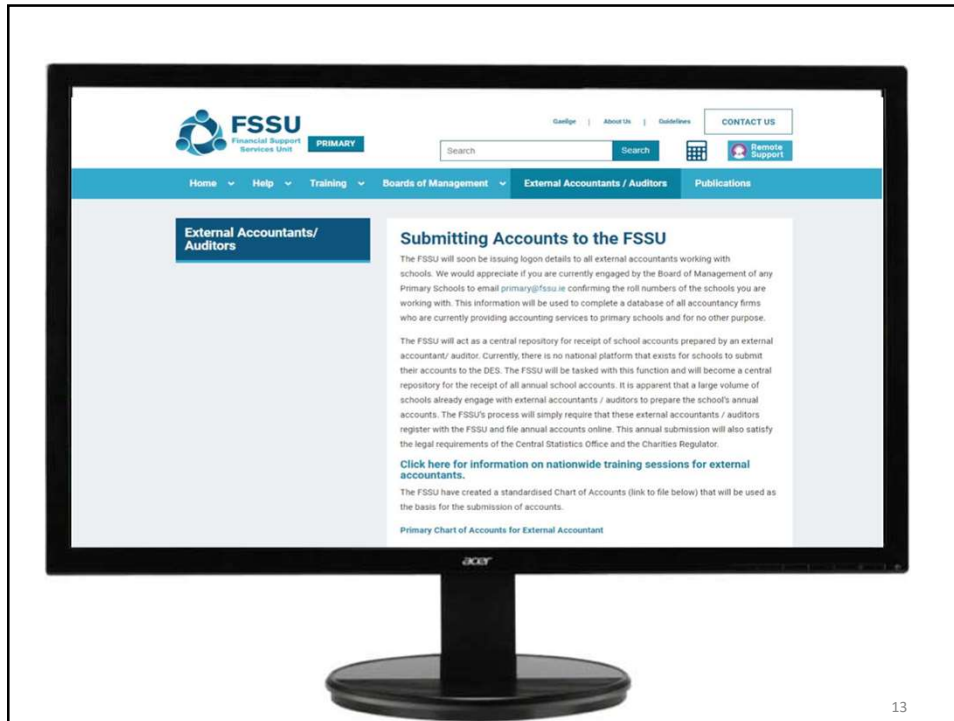 FSSU
Financial Support
Services Unit
PRIMARY
Gaeilge | About Us | Guidelines
CONTACT US
Search
Search
Remote
Support
Home
Help
Training
Boards of Management
External Accountants / Auditors
Publications
External Accountants/
Auditors
Submitting Accounts to the FSSU
The FSSU will soon be issuing logon details to all external accountants working with
schools. We would appreciate if you are currently engaged by the Board of Management of any
Primary Schools to email primary@fssu.ie confirming the roll numbers of the schools you are
working with. This information will be used to complete a database of all accountancy firms
who are currently providing accounting services to primary schools and for no other purpose.
The FSSU will act as a central repository for receipt of school accounts prepared by an external
accountant/ auditor. Currently, there is no national platform that exists for schools to submit
their accounts to the DES. The FSSU will be tasked with this function and will become a central
repository for the receipt of all annual school accounts. It is apparent that a large volume of
schools already engage with external accountants / auditors to prepare the school's annual
accounts. The FSSU's process will simply require that these external accountants / auditors
register with the FSSU and file annual accounts online. This annual submission will also satisfy
the legal requirements of the Central Statistics Office and the Charities Regulator.
Click here for information on nationwide training sessions for external
accountants.
The FSSU have created a standardised Chart of Accounts (link to file below) that will be used as
the basis for the submission of accounts.
Primary Chart of Accounts for External Accountant
acer
13